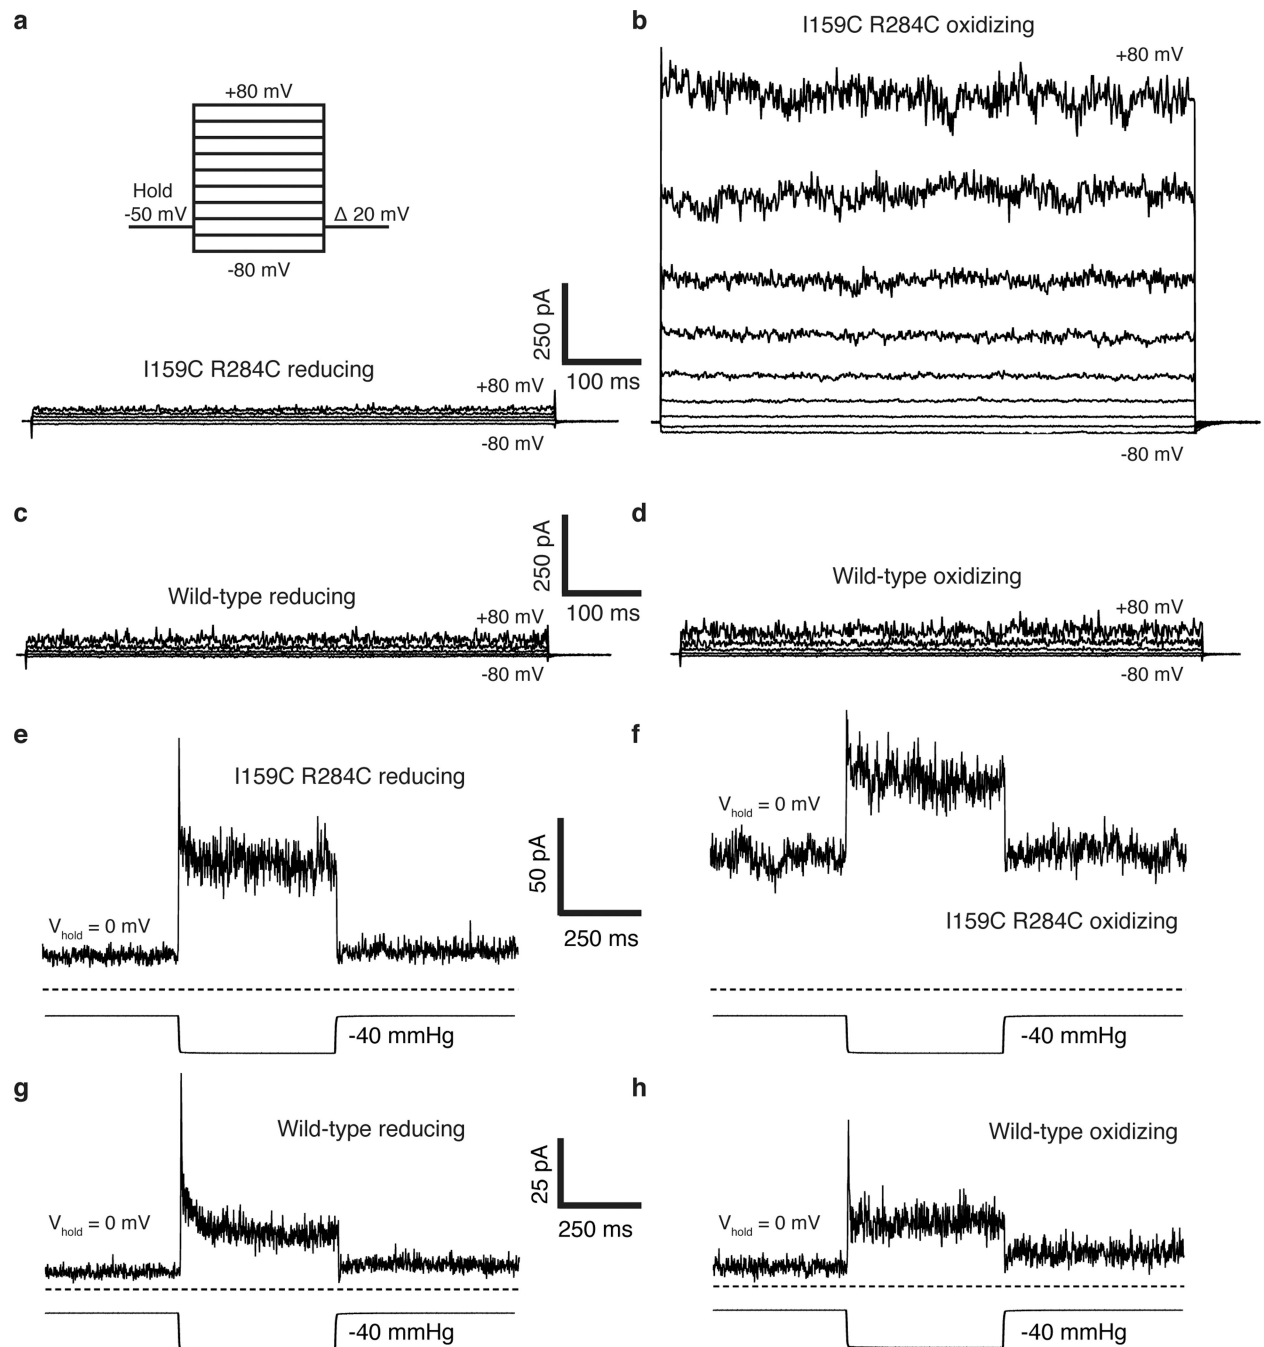 a
+80 mV
Hold
-50 mV
Δ 20 mV
-80 mV
250 pA
100 ms
I159C R284C reducing
+80 mV
-80 mV
b
I159C R284C oxidizing
+80 mV
-80 mV
c
250 pA
100 ms
Wild-type reducing
+80 mV
-80 mV
d
Wild-type oxidizing
+80 mV
-80 mV
e
I159C R284C reducing
50 pA
250 ms
Vhold = 0 mV
-40 mmHg
f
Vhold = 0 mV
I159C R284C oxidizing
-40 mmHg
g
Wild-type reducing
25 pA
250 ms
Vhold = 0 mV
-40 mmHg
h
Wild-type oxidizing
Vhold = 0 mV
-40 mmHg